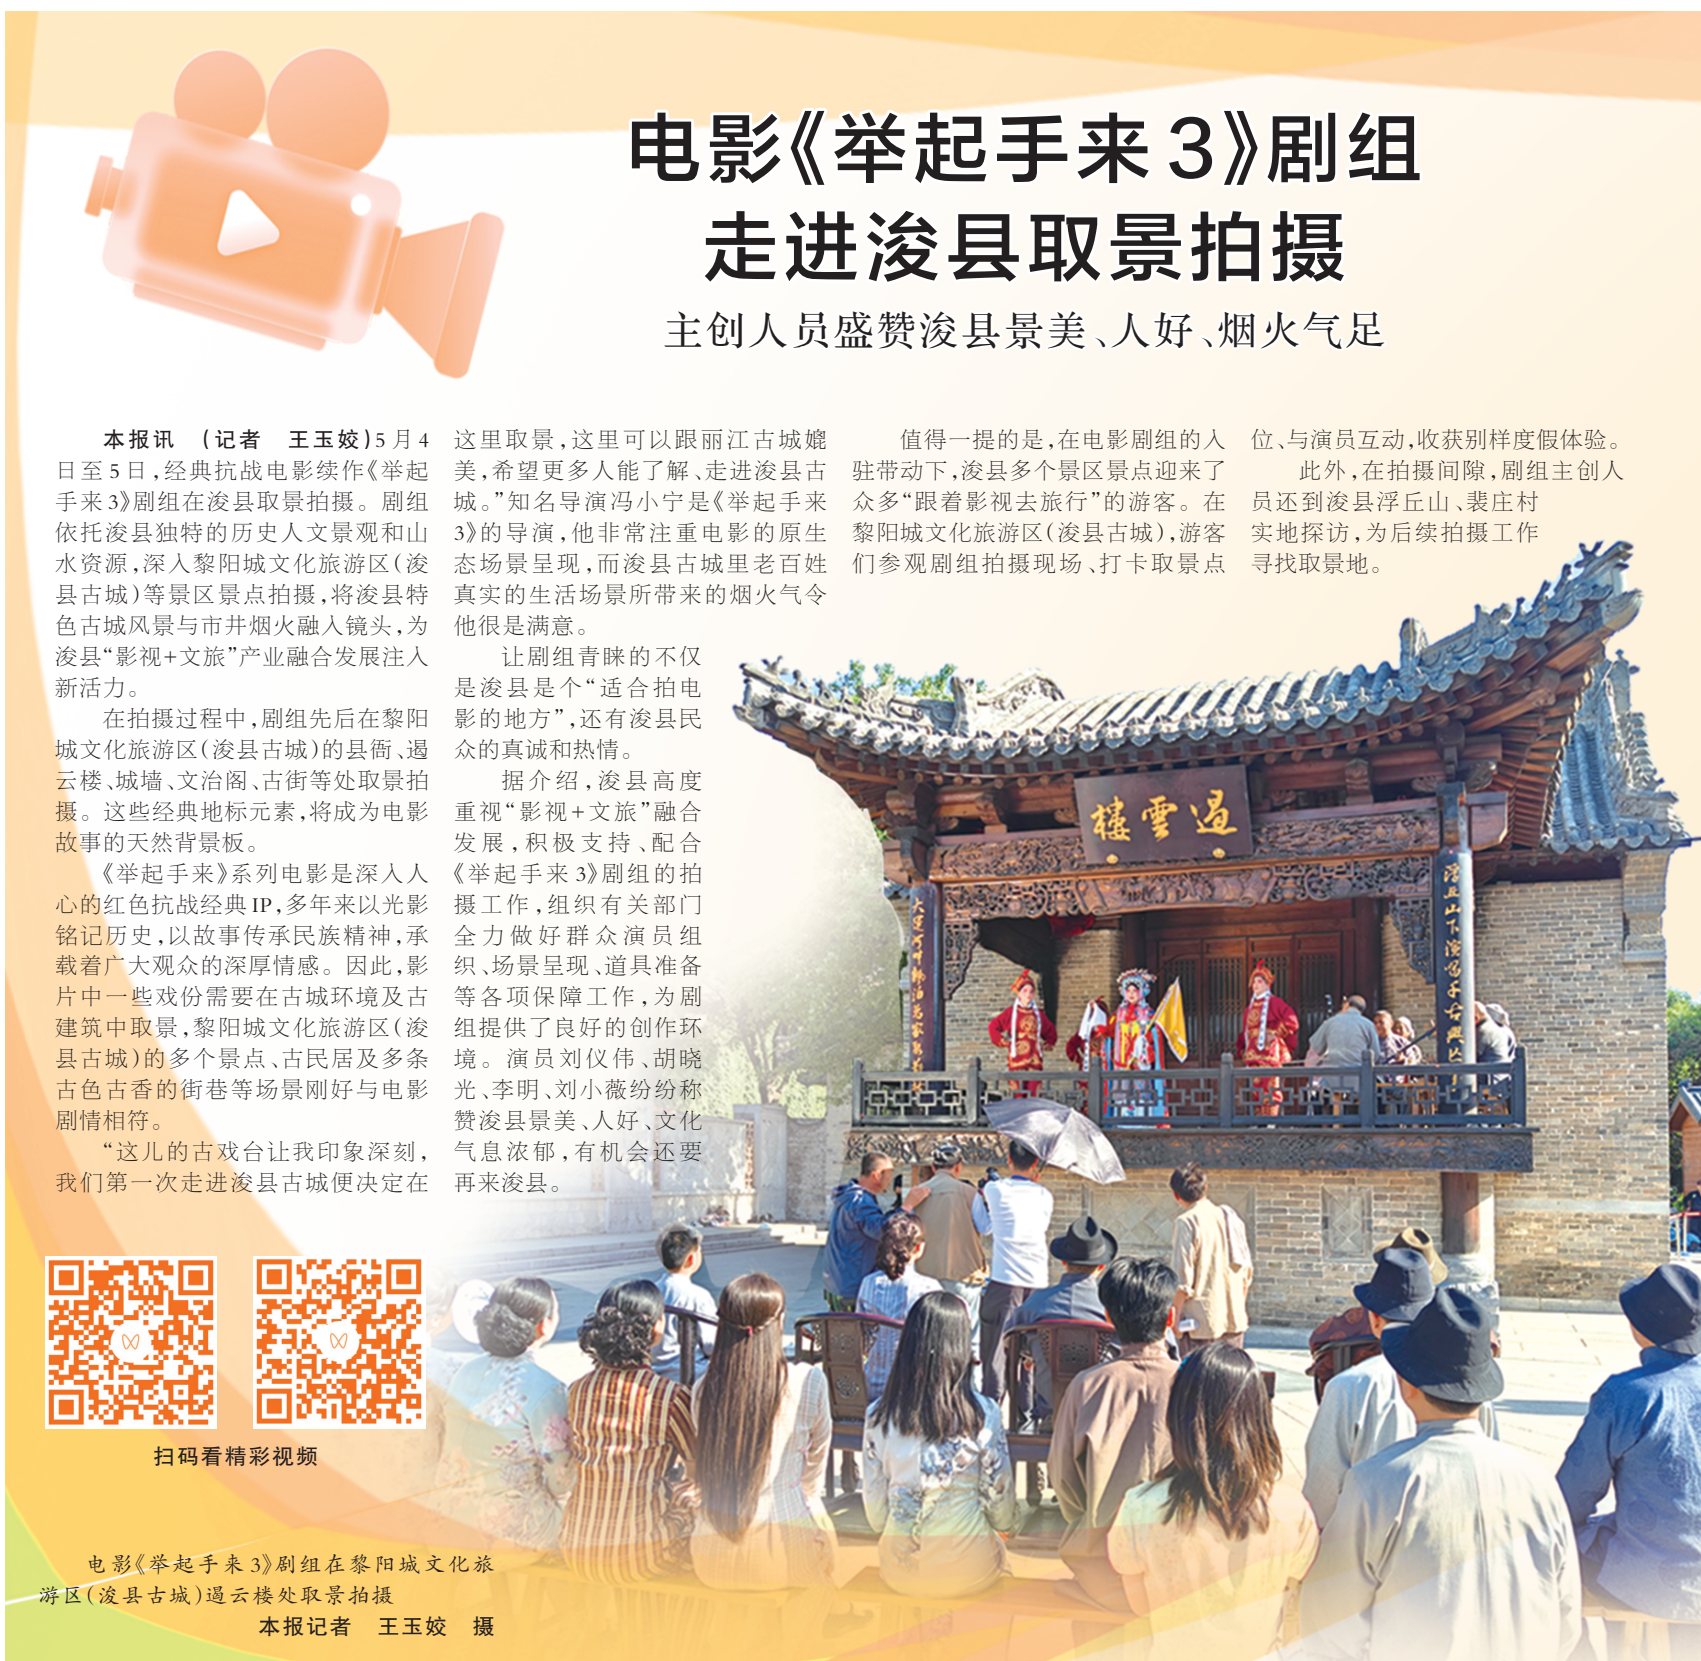 电影《举起手来3》剧组
走进浚县取景拍摄
主创人员盛赞浚县景美、人好、烟火气足
本报讯 (记者 王玉姣)5月4
日至5日,经典抗战电影续作《举起
手来3》剧组在浚县取景拍摄。剧组
依托浚县独特的历史人文景观和山
水资源,深入黎阳城文化旅游区(浚
县古城)等景区景点拍摄,将浚县特
色古城风景与市井烟火融入镜头,为
浚县“影视+文旅”产业融合发展注入
新活力。
在拍摄过程中,剧组先后在黎阳
城文化旅游区(浚县古城)的县衙、遏
云楼、城墙、文治阁、古街等处取景拍
摄。这些经典地标元素,将成为电影
故事的天然背景板。
《举起手来》系列电影是深入人
心的红色抗战经典IP,多年来以光影
铭记历史,以故事传承民族精神,承
载着广大观众的深厚情感。因此,影
片中一些戏份需要在古城环境及古
建筑中取景,黎阳城文化旅游区(浚
县古城)的多个景点、古民居及多条
古色古香的街巷等场景刚好与电影
剧情相符。
“这儿的古戏台让我印象深刻,
我们第一次走进浚县古城便决定在
这里取景,这里可以跟丽江古城媲
美,希望更多人能了解、走进浚县古
城。”知名导演冯小宁是《举起手来
3》的导演,他非常注重电影的原生
态场景呈现,而浚县古城里老百姓
真实的生活场景所带来的烟火气令
他很是满意。
让剧组青睐的不仅
是浚县是个“适合拍电
影的地方”,还有浚县民
众的真诚和热情。
据介绍,浚县高度
重视“影视+文旅”融合
发展,积极支持、配合
《举起手来3》剧组的拍
摄工作,组织有关部门
全力做好群众演员组
织、场景呈现、道具准备
等各项保障工作,为剧
组提供了良好的创作环
境。演员刘仪伟、胡晓
光、李明、刘小薇纷纷称
赞浚县景美、人好、文化
气息浓郁,有机会还要
再来浚县。
值得一提的是,在电影剧组的入
驻带动下,浚县多个景区景点迎来了
众多“跟着影视去旅行”的游客。在
黎阳城文化旅游区(浚县古城),游客
们参观剧组拍摄现场、打卡取景点
位、与演员互动,收获别样度假体验。
此外,在拍摄间隙,剧组主创人
员还到浚县浮丘山、裴庄村
实地探访,为后续拍摄工作
寻找取景地。
樓雲遏
扫码看精彩视频
电影《举起手来3》剧组在黎阳城文化旅
游区(浚县古城)遏云楼处取景拍摄
本报记者 王玉姣 摄